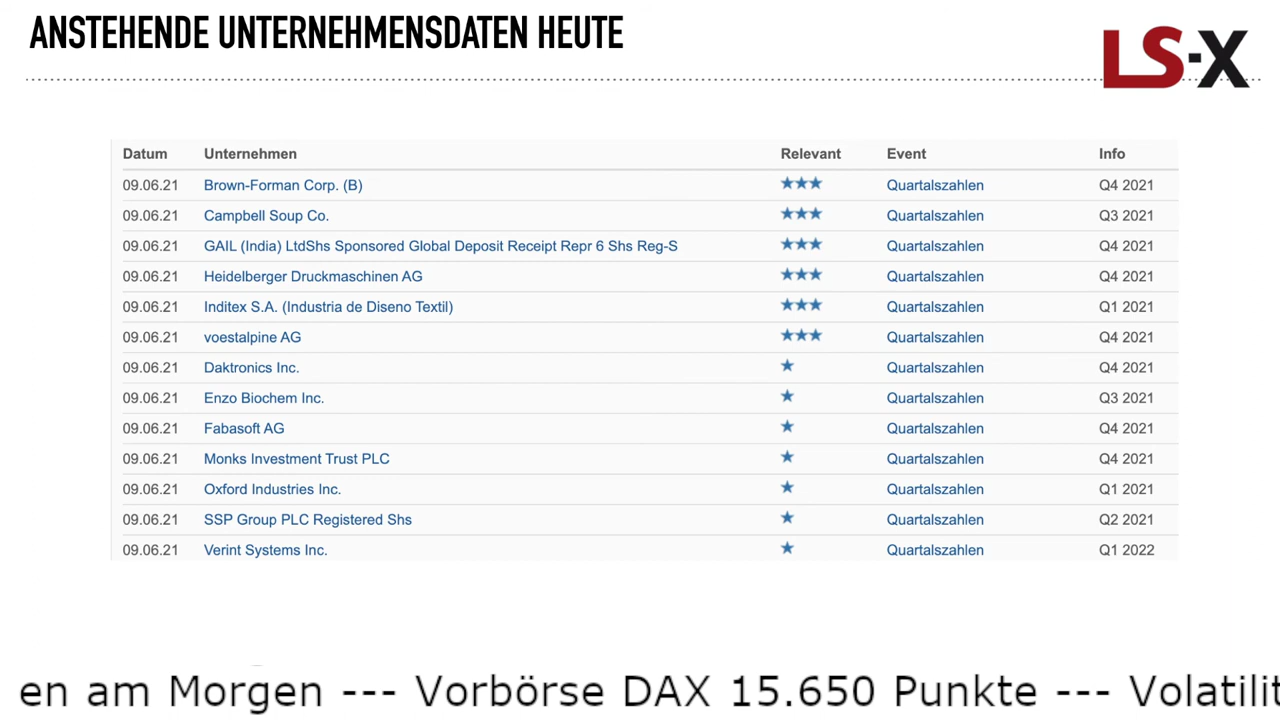 ANSTEHENDE UNTERNEHMENSDATEN HEUTE
LS-X
Datum Unternehmen Relevant Event Info
09.06.21 Brown-Forman Corp. (B) ★★★ Quartalszahlen Q4 2021
09.06.21 Campbell Soup Co. ★★★ Quartalszahlen Q3 2021
09.06.21 GAIL (India) LtdShs Sponsored Global Deposit Receipt Repr 6 Shs Reg-S ★★★ Quartalszahlen Q4 2021
09.06.21 Heidelberger Druckmaschinen AG ★★★ Quartalszahlen Q4 2021
09.06.21 Inditex S.A. (Industria de Diseno Textil) ★★★ Quartalszahlen Q1 2021
09.06.21 voestalpine AG ★★★ Quartalszahlen Q4 2021
09.06.21 Daktronics Inc. ★ Quartalszahlen Q4 2021
09.06.21 Enzo Biochem Inc. ★ Quartalszahlen Q3 2021
09.06.21 Fabasoft AG ★ Quartalszahlen Q4 2021
09.06.21 Monks Investment Trust PLC ★ Quartalszahlen Q4 2021
09.06.21 Oxford Industries Inc. ★ Quartalszahlen Q1 2021
09.06.21 SSP Group PLC Registered Shs ★ Quartalszahlen Q2 2021
09.06.21 Verint Systems Inc. ★ Quartalszahlen Q1 2022
en am Morgen --- Vorbörse DAX 15.650 Punkte --- Volatilit